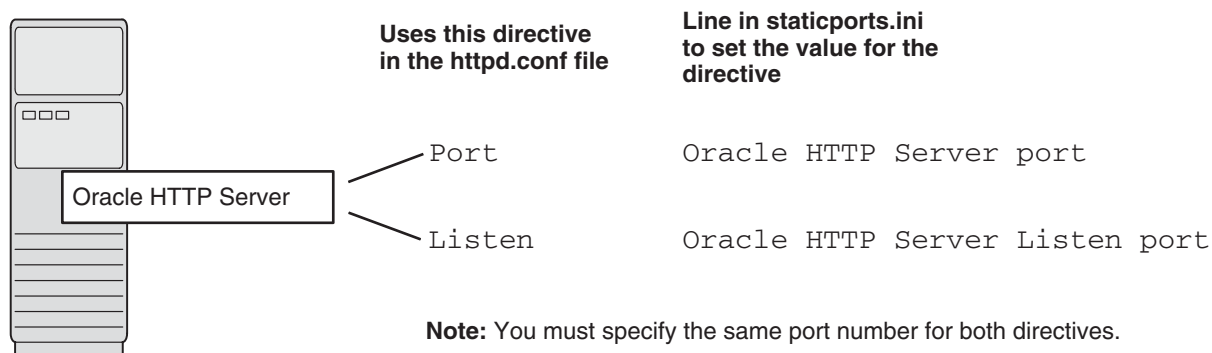 Uses this directive
in the httpd.conf file
Line in staticports.ini
to set the value for the
directive
Oracle HTTP Server
Port
Oracle HTTP Server port
Listen
Oracle HTTP Server Listen port
Note: You must specify the same port number for both directives.